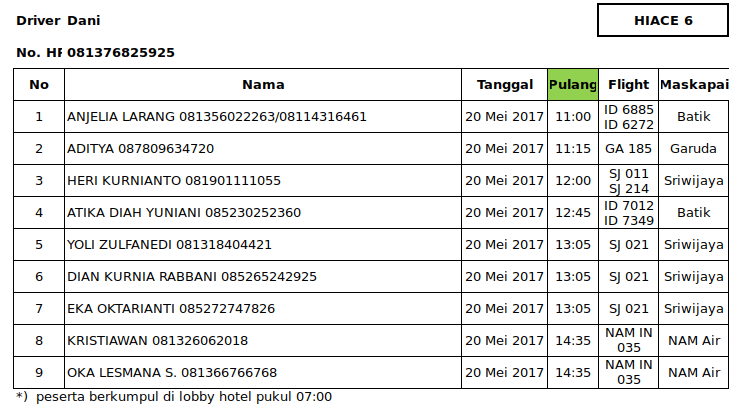 Driver Dani
HIACE 6
No. HF 081376825925
No Nama Tanggal Pulang Flight Maskapai
1 ANJELIA LARANG 081356022263/08114316461 20 Mei 2017 11:00 ID 6885 ID 6272 Batik
2 ADITYA 087809634720 20 Mei 2017 11:15 GA 185 Garuda
3 HERI KURNIANTO 081901111055 20 Mei 2017 12:00 SJ 011 SJ 214 Sriwijaya
4 ATIKA DIAH YUNIANI 085230252360 20 Mei 2017 12:45 ID 7012 ID 7349 Batik
5 YOLI ZULFANEDI 081318404421 20 Mei 2017 13:05 SJ 021 Sriwijaya
6 DIAN KURNIA RABBANI 085265242925 20 Mei 2017 13:05 SJ 021 Sriwijaya
7 EKA OKTARIANTI 085272747826 20 Mei 2017 13:05 SJ 021 Sriwijaya
8 KRISTIAWAN 081326062018 20 Mei 2017 14:35 NAM IN 035 NAM Air
9 OKA LESMANA S. 081366766768 20 Mei 2017 14:35 NAM IN 035 NAM Air
*) peserta berkumpul di lobby hotel pukul 07:00